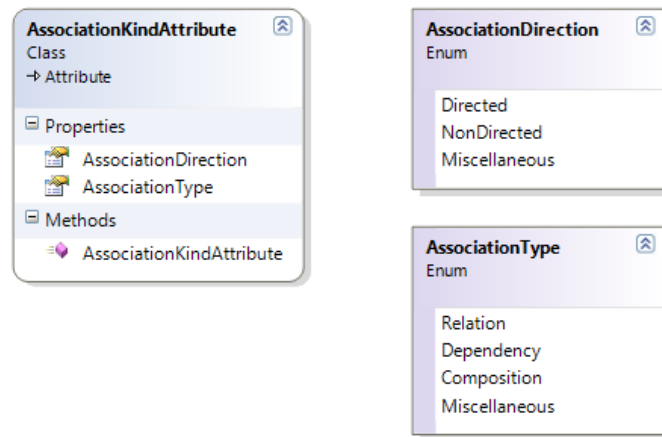 AssociationKindAttribute
Class
Attribute
Properties
AssociationDirection
AssociationType
Methods
AssociationKindAttribute
AssociationDirection
Enum
Directed
NonDirected
Miscellaneous
AssociationType
Enum
Relation
Dependency
Composition
Miscellaneous